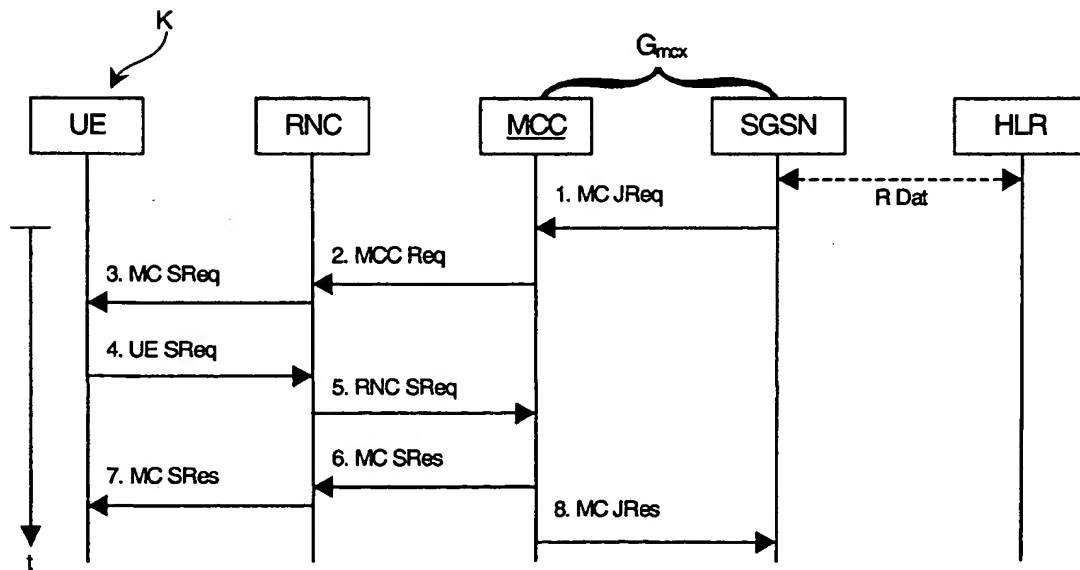 K
G_mcx
UE
RNC
MCC
SGSN
HLR
R Dat
1. MC JReq
2. MCC Req
3. MC SReq
4. UE SReq
5. RNC SReq
6. MC SRes
7. MC SRes
8. MC JRes
t